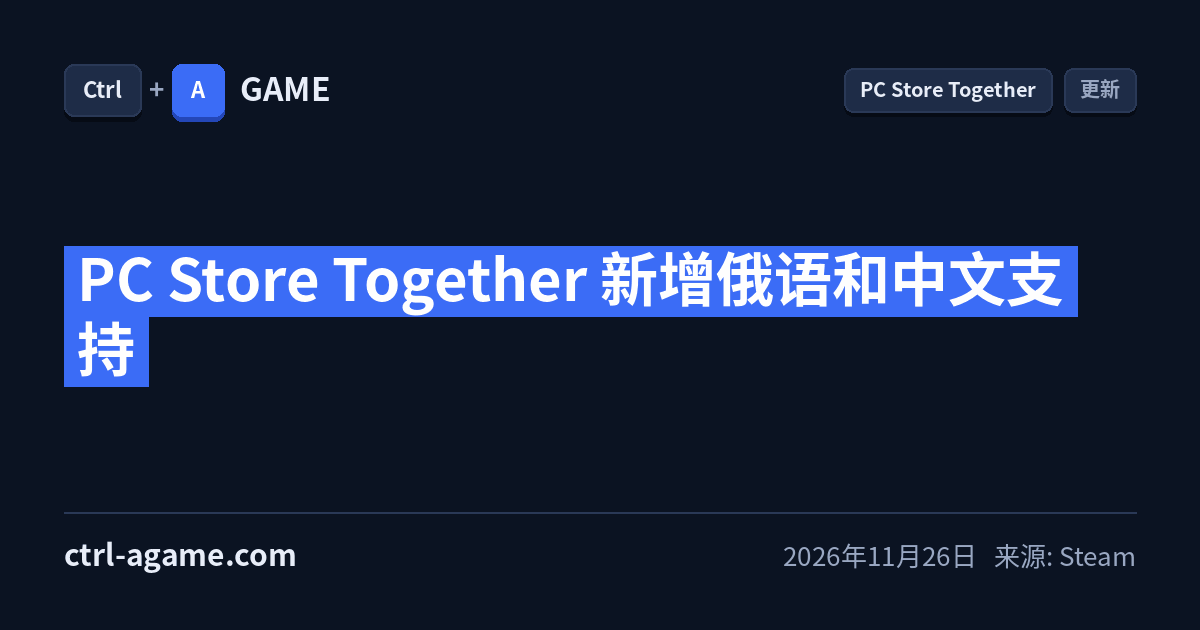 Ctrl + A GAME
PC Store Together
更新
PC Store Together 新增俄语和中文支
持
ctrl-agame.com
2026年11月26日 来源: Steam